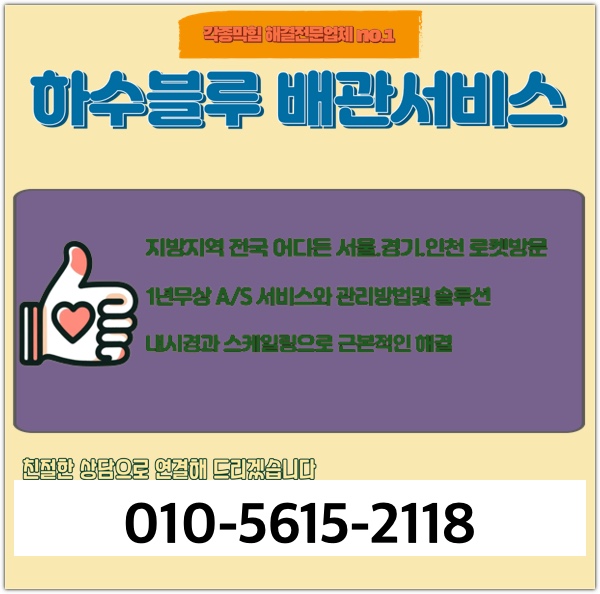 각종막힘 해결전문업체 no.1
하수블루 배관서비스
지방지역 전국 어디든 서울.경기.인천 로켓방문
1년무상 A/S 서비스와 관리방법및 솔루션
내시경과 스케일링으로 근본적인 해결
친절한 상담으로 연결해 드리겠습니다
010-5615-2118